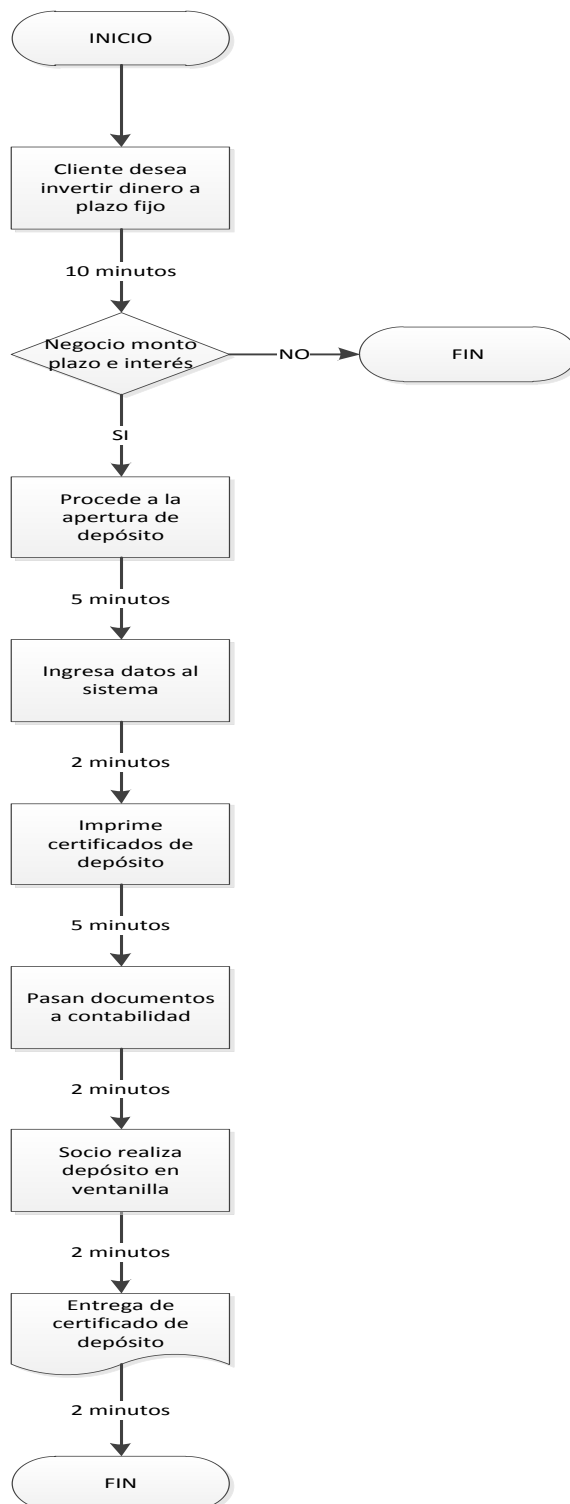 INICIO
Cliente desea
invertir dinero a
plazo fijo
10 minutos
Negocio monto
plazo e interés
NO
FIN
SI
Procede a la
apertura de
depósito
5 minutos
Ingresa datos al
sistema
2 minutos
Imprime
certificados de
depósito
5 minutos
Pasan documentos
a contabilidad
2 minutos
Socio realiza
depósito en
ventanilla
2 minutos
Entrega de
certificado de
depósito
2 minutos
FIN